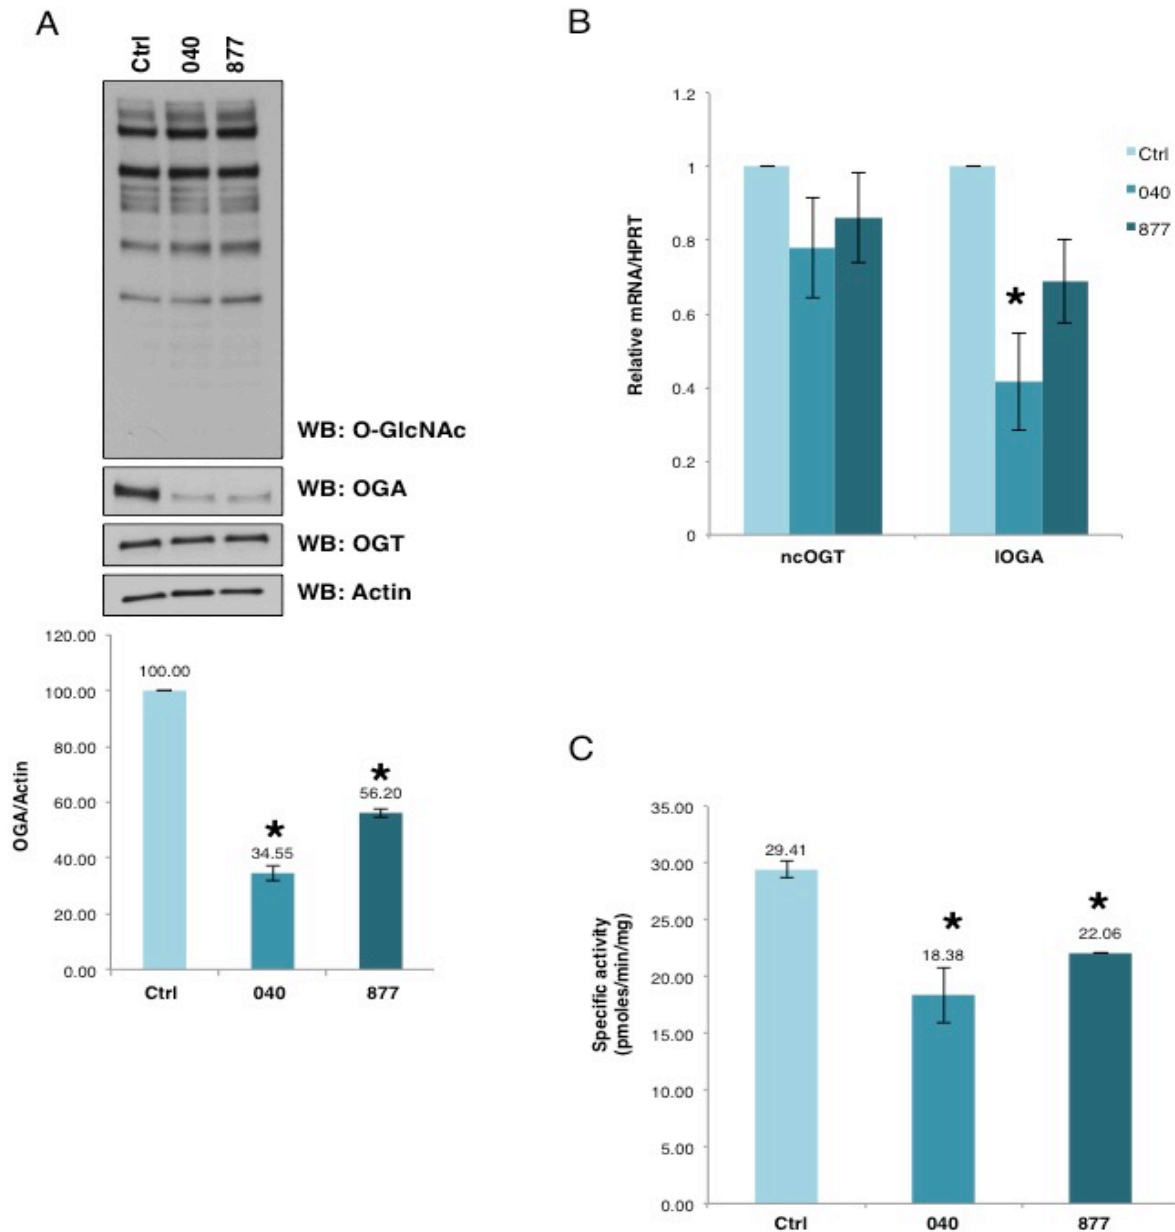 A
Ctrl 040 877
WB: O-GlcNAc
WB: OGA
WB: OGT
WB: Actin
OGA/Actin
120.00
100.00
80.00
60.00
40.00
20.00
0.00
100.00
34.55
56.20
*
*
Ctrl 040 877
B
Relative mRNA/HPRT
1.2
1
0.8
0.6
0.4
0.2
0
*
ncOGT lOGA
Ctrl
040
877
C
Specific activity
(pmoles/min/mg)
35.00
30.00
25.00
20.00
15.00
10.00
5.00
0.00
29.41
18.38
22.06
*
*
Ctrl 040 877